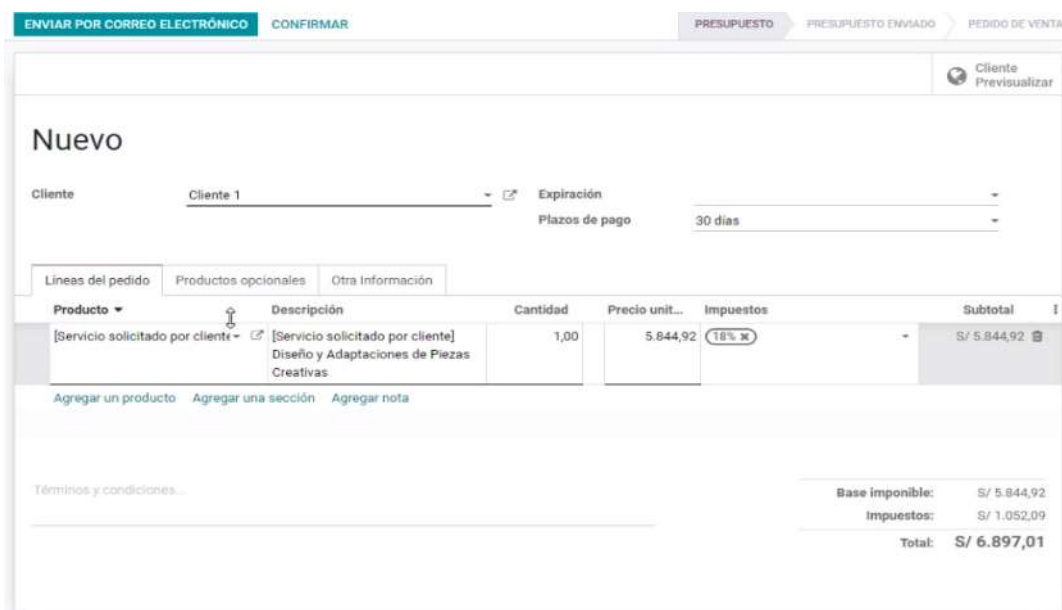 ENVIAR POR CORREO ELECTRÓNICO CONFIRMAR PRESUPUESTO PRESUPUESTO ENVIADO PEDIDO DE VENTA
Cliente
Previsualizar
Nuevo
Cliente Cliente 1 Expiración
Plazos de pago 30 días
Líneas del pedido Productos opcionales Otra Información
Producto Descripción Cantidad Precio unit... Impuestos Subtotal
[Servicio solicitado por cliente [Servicio solicitado por cliente] 1,00 5.844,92 18% x S/ 5.844,92
Diseño y Adaptaciones de Piezas
Creativas
Agregar un producto Agregar una sección Agregar nota
Términos y condiciones...
Base imponible: S/ 5.844,92
Impuestos: S/ 1.052,09
Total: S/ 6.897,01